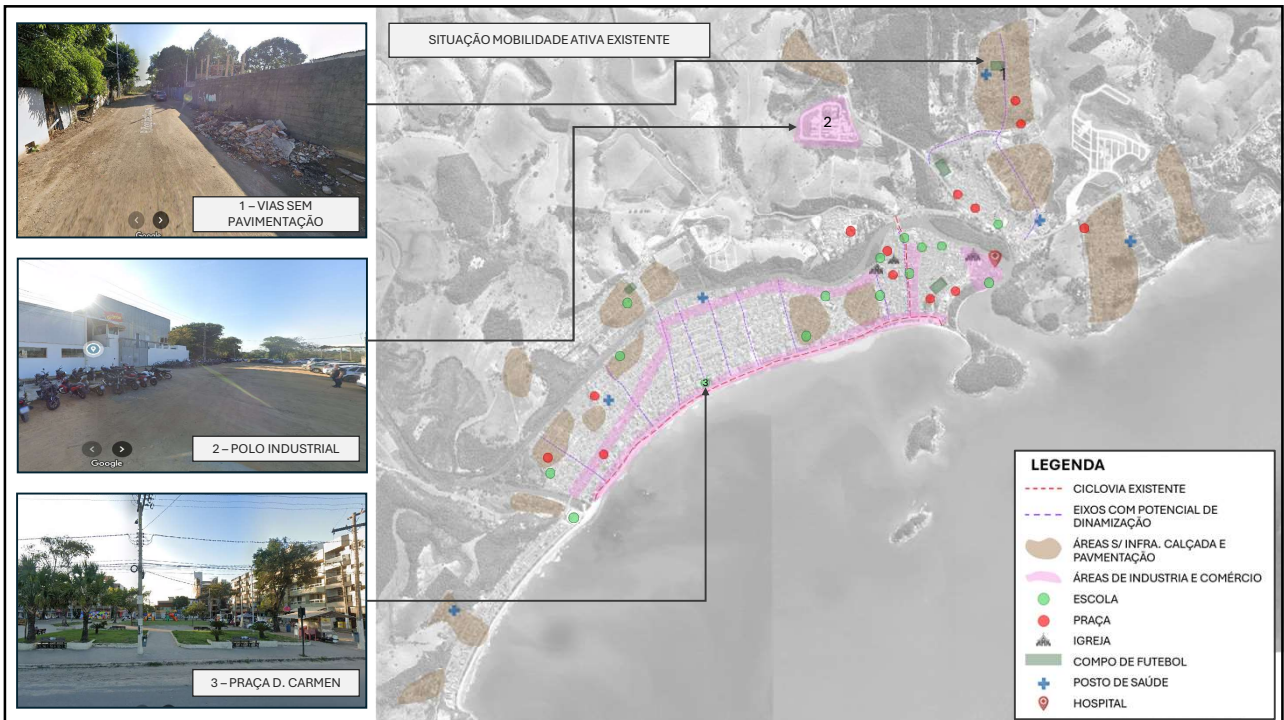 SITUAÇÃO MOBILIDADE ATIVA EXISTENTE
Google
1 – VIAS SEM
PAVIMENTAÇÃO
Google
2 – POLO INDUSTRIAL
3 – PRAÇA D. CARMEN
1
2
3
LEGENDA
CICLOVIA EXISTENTE
EIXOS COM POTENCIAL DE
DINAMIZAÇÃO
ÁREAS S/ INFRA. CALÇADA E
PAVMENTAÇÃO
ÁREAS DE INDUSTRIA E COMÉRCIO
ESCOLA
PRAÇA
IGREJA
COMPO DE FUTEBOL
POSTO DE SAÚDE
HOSPITAL